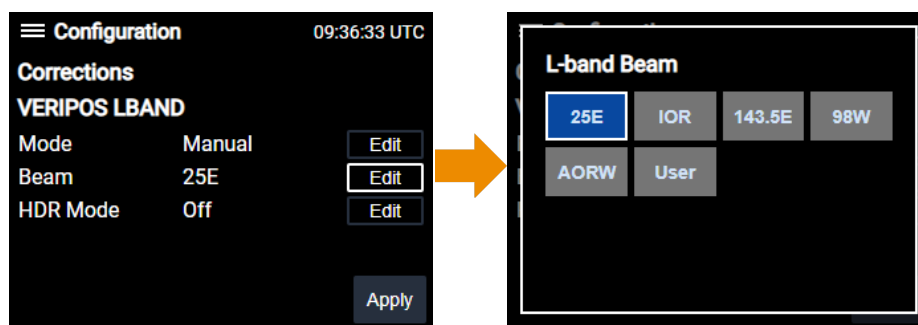 Configuration 09:36:33 UTC
Corrections
VERIPOS LBAND
Mode Manual Edit
Beam 25E Edit
HDR Mode Off Edit
Apply
L-band Beam
25E IOR 143.5E 98W
AORW User